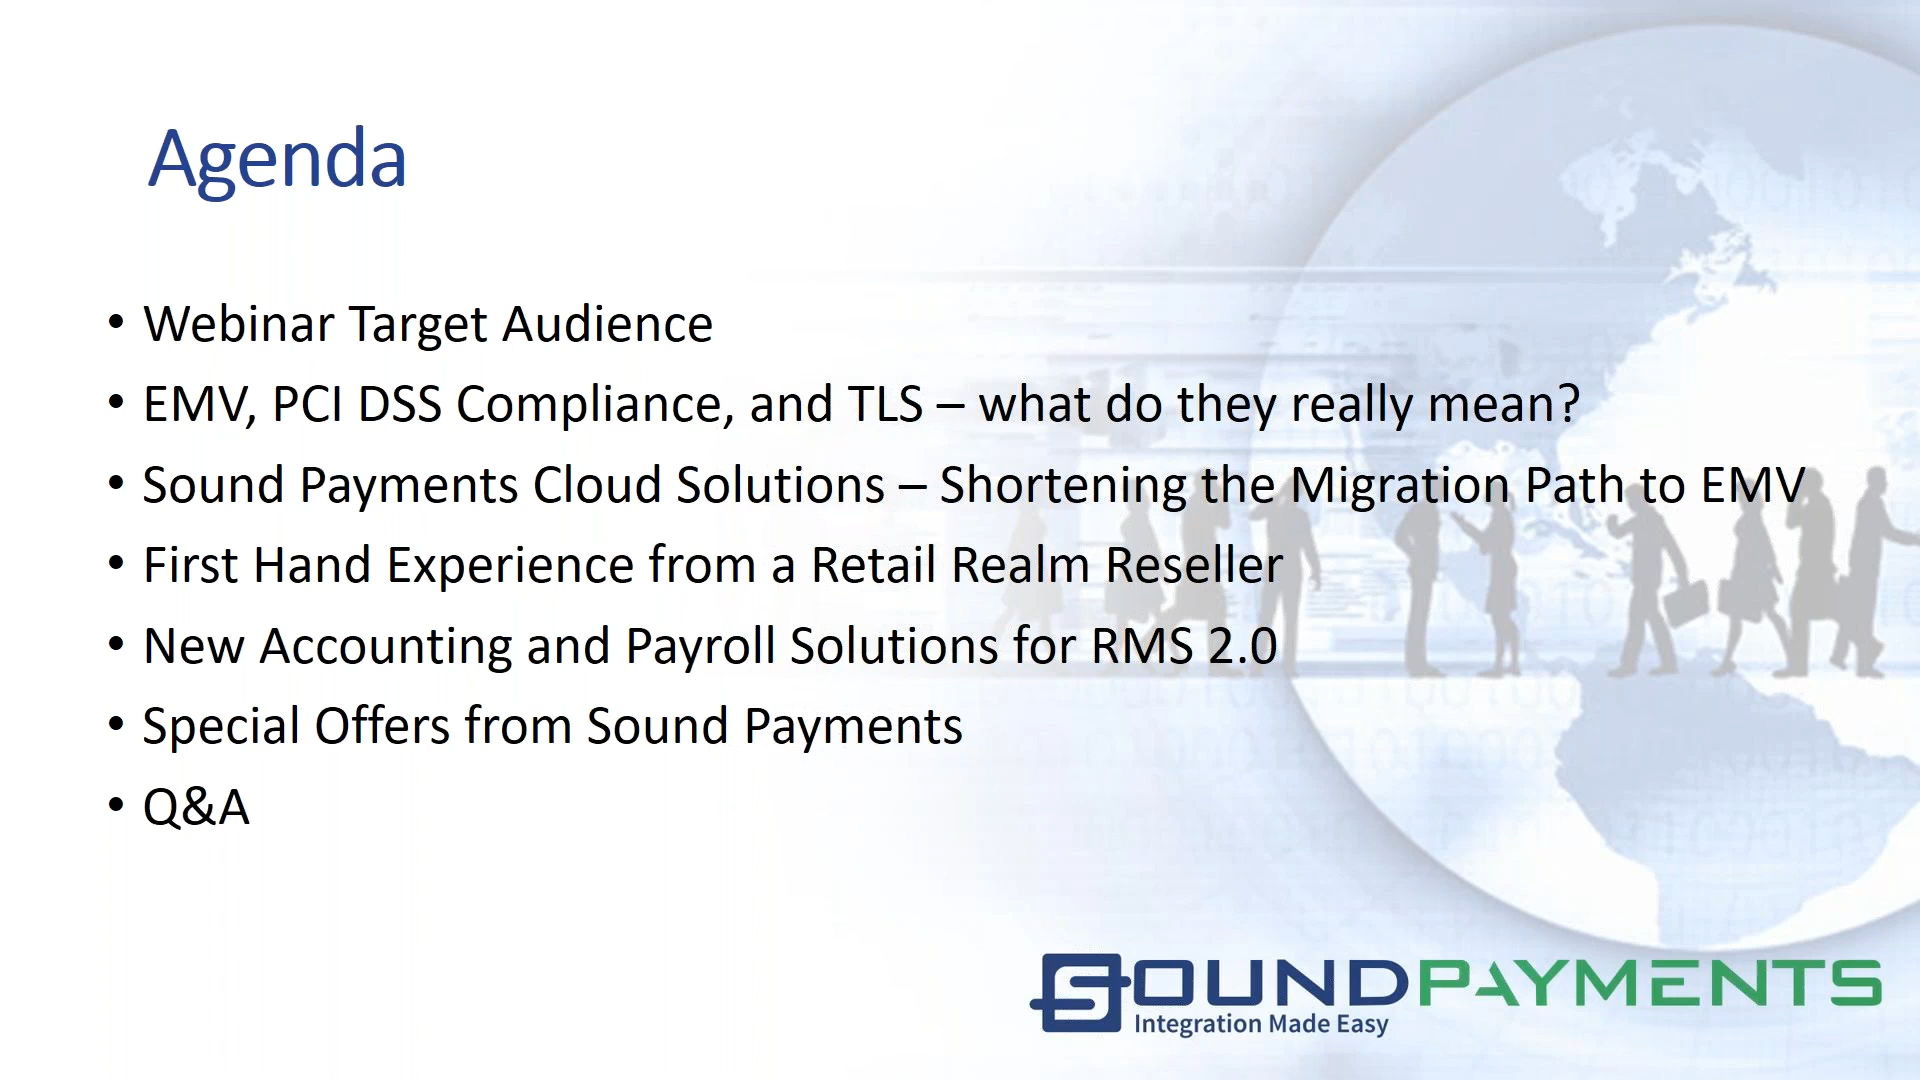 Agenda
• Webinar Target Audience
• EMV, PCI DSS Compliance, and TLS – what do they really mean?
• Sound Payments Cloud Solutions – Shortening the Migration Path to EMV
• First Hand Experience from a Retail Realm Reseller
• New Accounting and Payroll Solutions for RMS 2.0
• Special Offers from Sound Payments
• Q&A
SOUNDPAYMENTS
Integration Made Easy